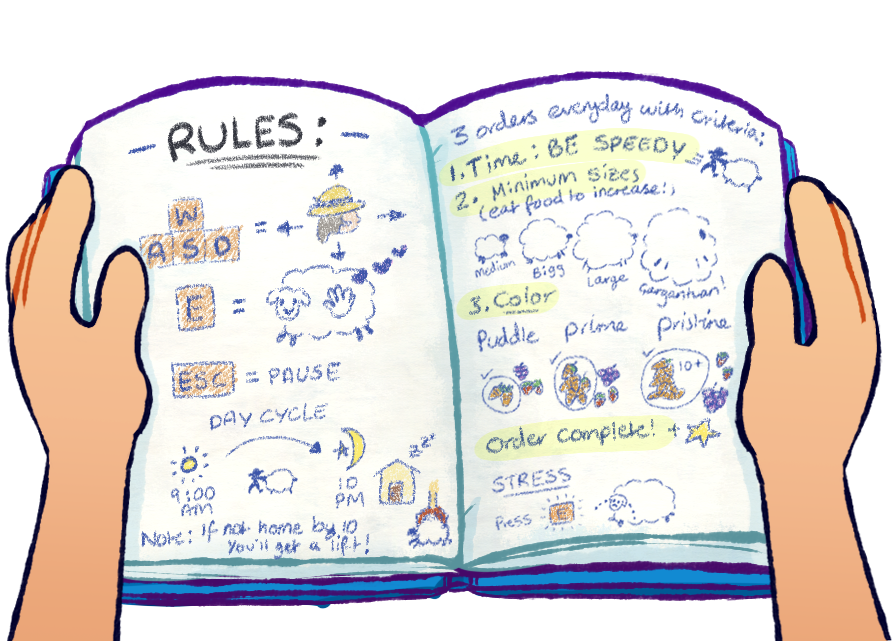 RULES:
W
A S D =
E =
ESC = PAUSE
DAY CYCLE
9:00
AM
10
PM
zzz
Note: if not home by 10
You'll get a lift!
3 orders everyday with criteria:
1. Time: BE SPEEDY
2. Minimum sizes
(eat food to increase!)
Medium
Bigg
Large
Gargantuan!
3. Color
Puddle prime pristine
10+
Order complete! +
STRESS
Press E